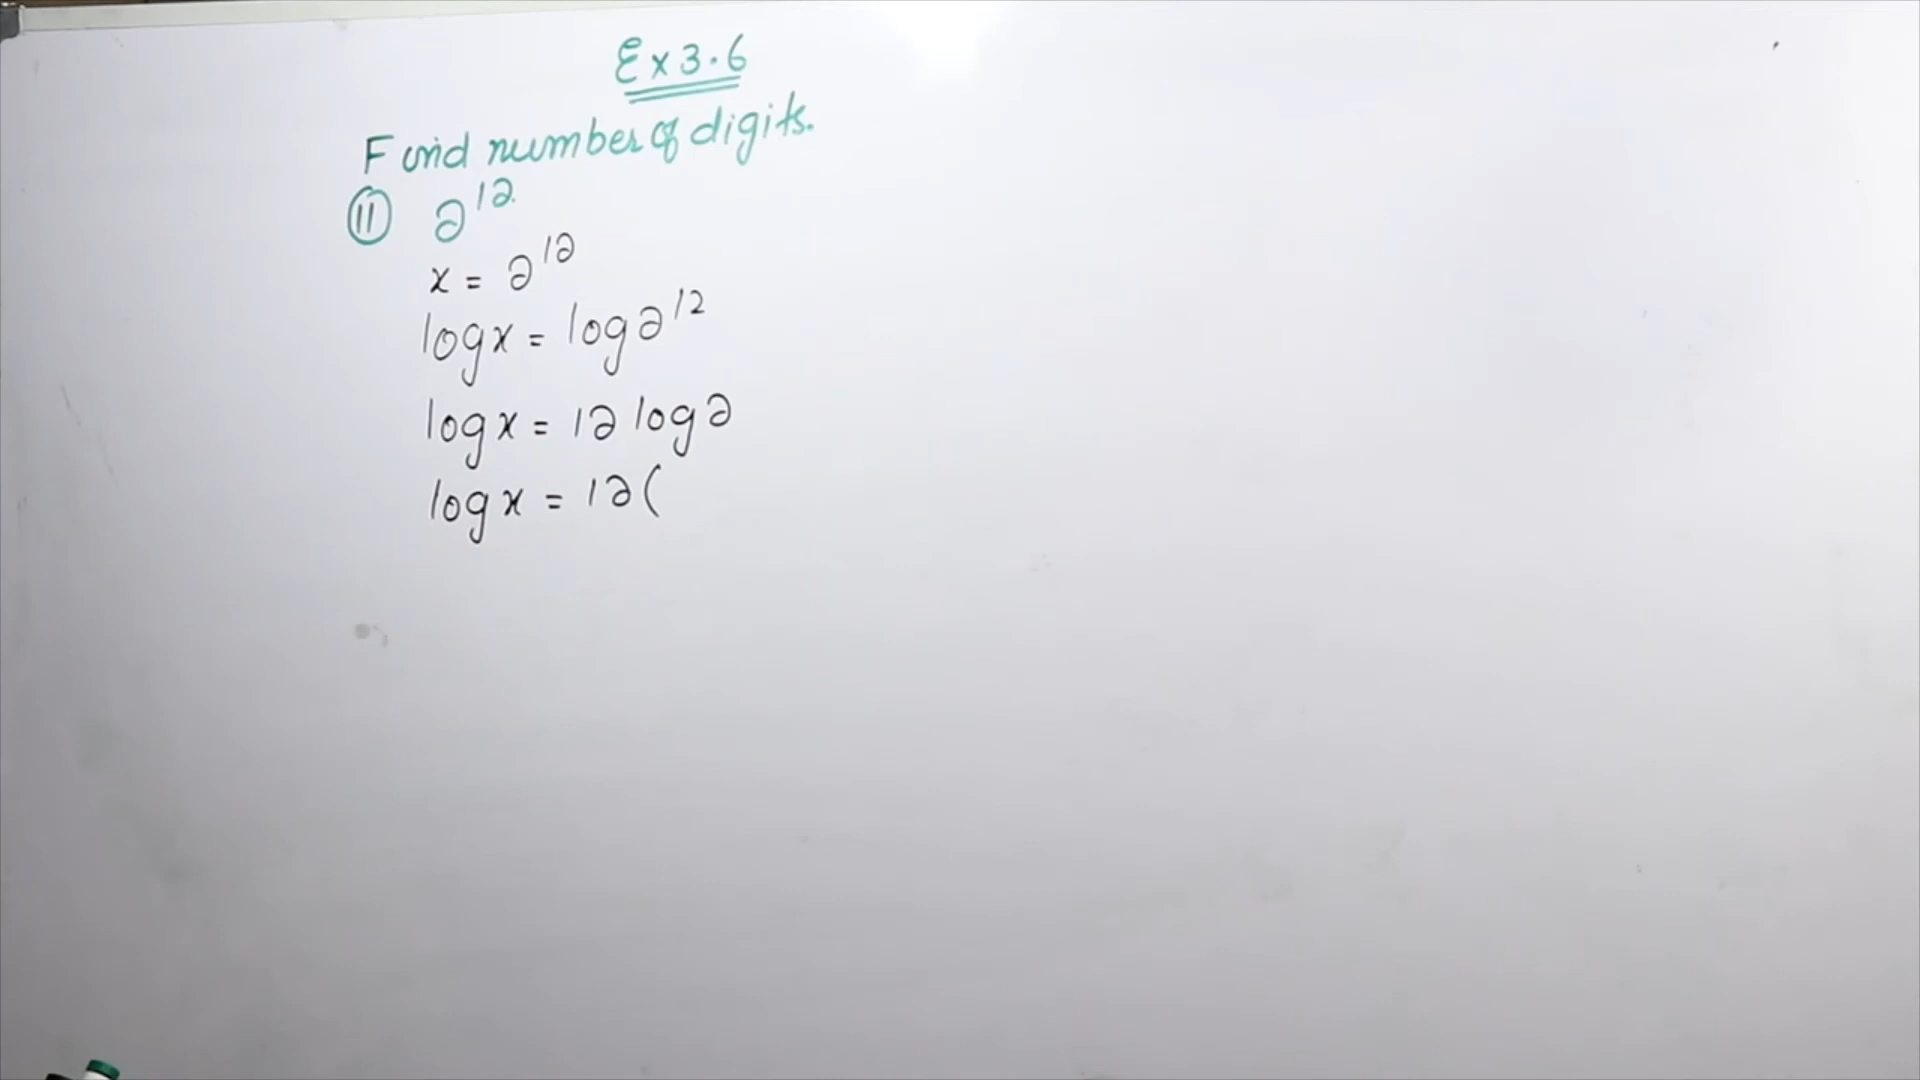 Ex 3.6
Find number of digits.
(11) 2^12
x = 2^12
log x = log 2^12
log x = 12 log 2
log x = 12 (